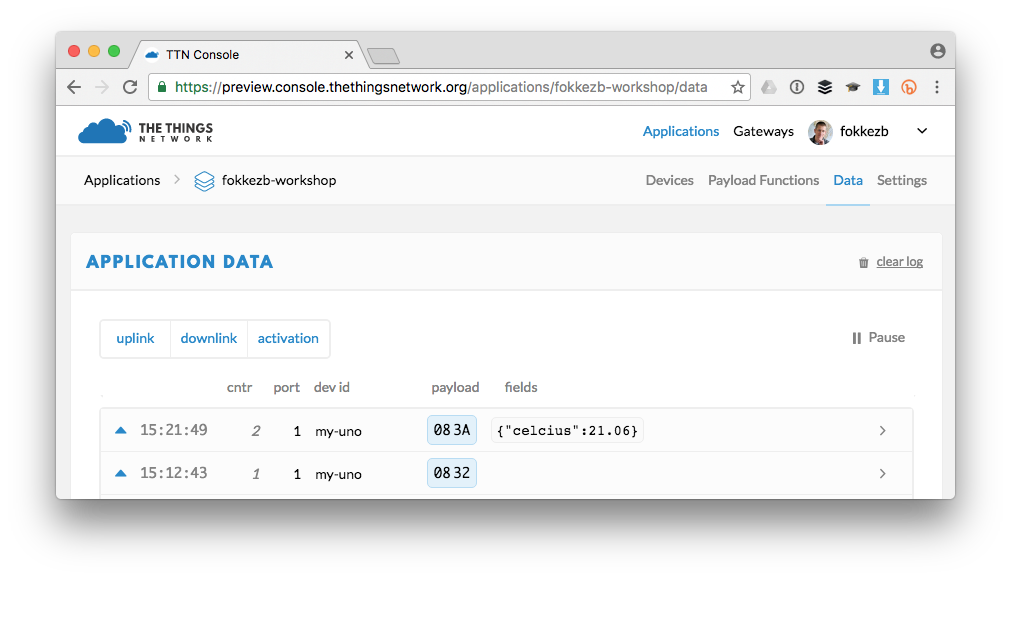 TTN Console
https://preview.console.thethingsnetwork.org/applications/fokkezb-workshop/data
THE THINGS
NETWORK
Applications Gateways fokkezb
Applications fokkezb-workshop
Devices Payload Functions Data Settings
APPLICATION DATA
clear log
uplink downlink activation
Pause
cntr port dev id payload fields
15:21:49 2 1 my-uno 08 3A {"celcius":21.06}
15:12:43 1 1 my-uno 08 32